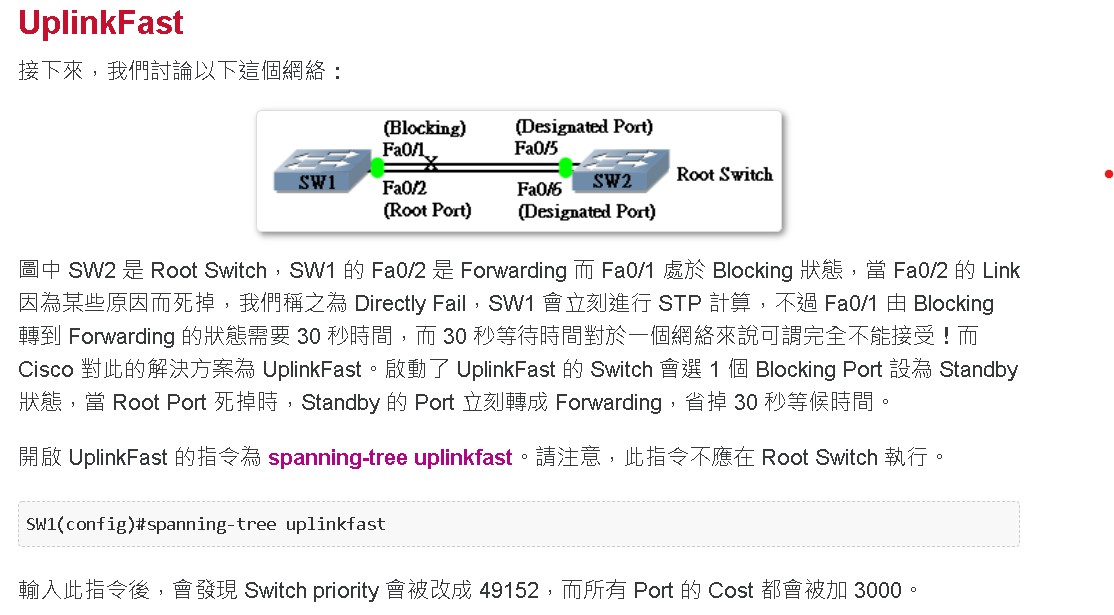 UplinkFast
接下來，我們討論以下這個網絡：
(Blocking) (Designated Port)
Fa0/1 Fa0/5
SW1 SW2 Root Switch
Fa0/2 Fa0/6
(Root Port) (Designated Port)
圖中 SW2 是 Root Switch，SW1 的 Fa0/2 是 Forwarding 而 Fa0/1 處於 Blocking 狀態，當 Fa0/2 的 Link
因為某些原因而死掉，我們稱之為 Directly Fail，SW1 會立刻進行 STP 計算，不過 Fa0/1 由 Blocking
轉到 Forwarding 的狀態需要 30 秒時間，而 30 秒等待時間對於一個網絡來說可謂完全不能接受！而
Cisco 對此的解決方案為 UplinkFast。啟動了 UplinkFast 的 Switch 會選 1 個 Blocking Port 設為 Standby
狀態，當 Root Port 死掉時，Standby 的 Port 立刻轉成 Forwarding，省掉 30 秒等候時間。
開啟 UplinkFast 的指令為 spanning-tree uplinkfast。請注意，此指令不應在 Root Switch 執行。
SW1(config)#spanning-tree uplinkfast
輸入此指令後，會發現 Switch priority 會被改成 49152，而所有 Port 的 Cost 都會被加 3000。